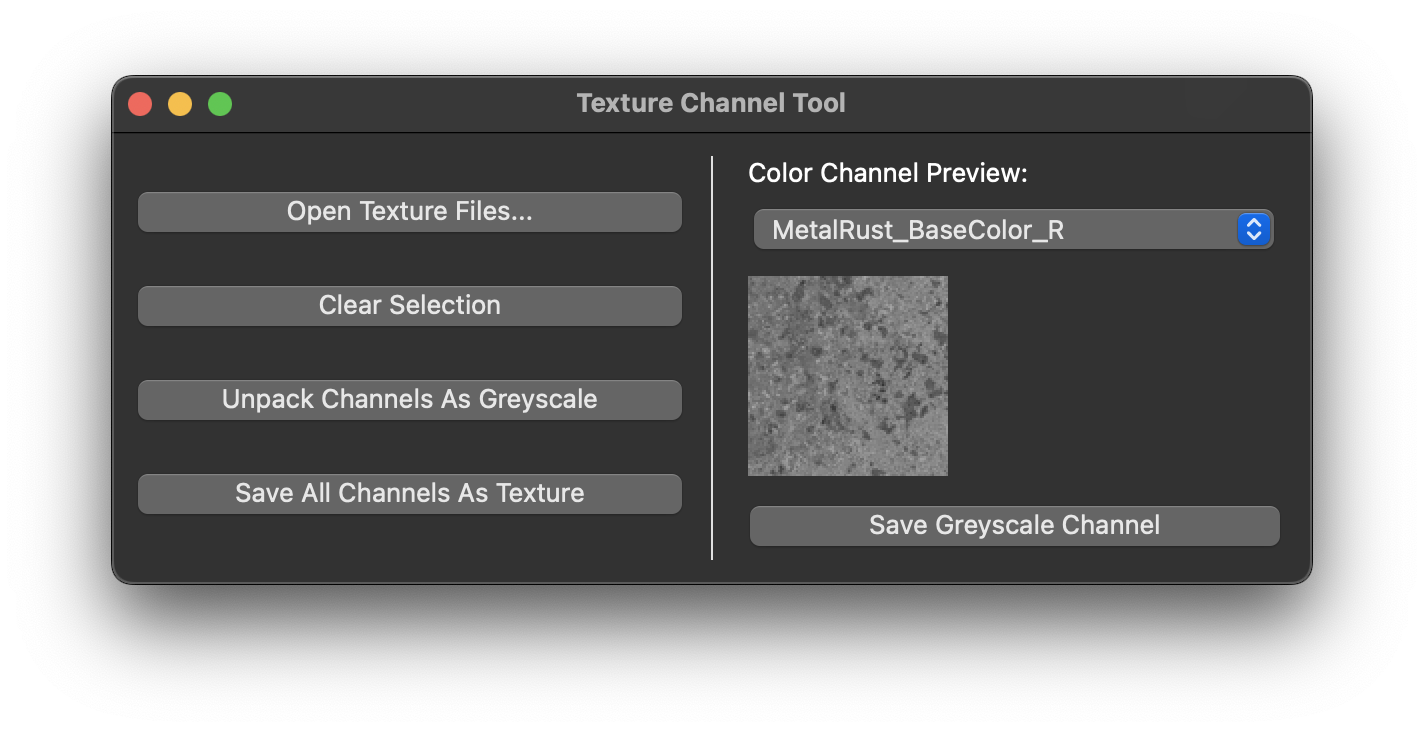 Texture Channel Tool
Open Texture Files...
Clear Selection
Unpack Channels As Greyscale
Save All Channels As Texture
Color Channel Preview:
MetalRust_BaseColor_R
Save Greyscale Channel